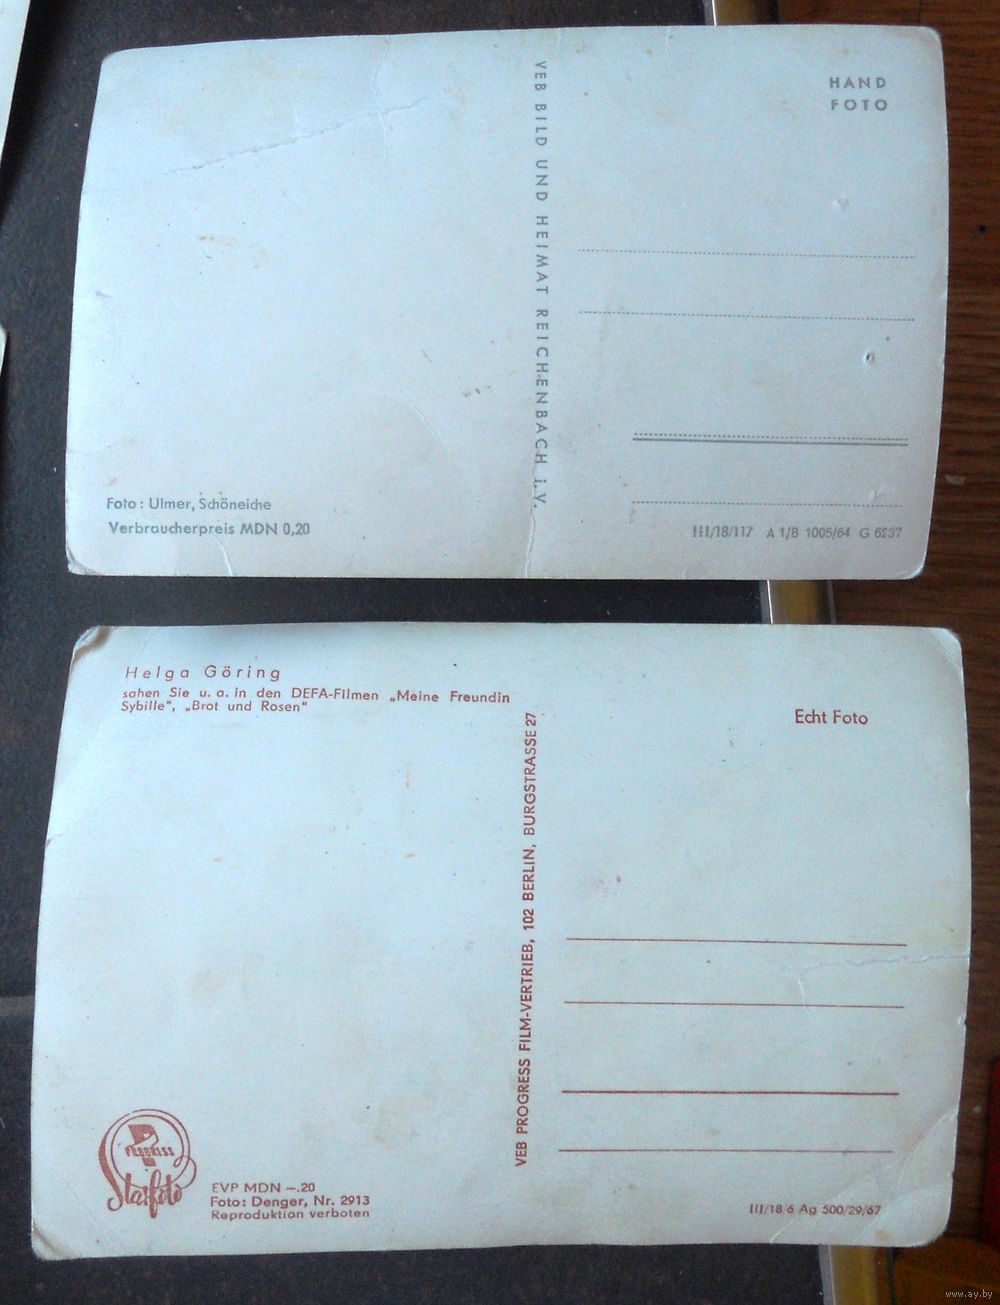 HAND
FOTO
VEB BILD UND HEIMAT REICHENBACH i. V.
Foto: Ulmer, Schöneiche
Verbraucherpreis MDN 0,20
III/18/117 A 1/B 1005/64 G
Helga Göring
sahen Sie u. a. in den DEFA-Filmen „Meine Freundin
Sybille", „Brot und Rosen"
Echt Foto
VEB PROGRESS FILM-VERTRIEB, 102 BERLIN, BURGSTRASSE 27
PROGRESS
Starfoto
EVP MDN –.20
Foto: Denger, Nr. 2913
Reproduktion verboten
III/18/6 Ag 500/29/67
www.ay.by